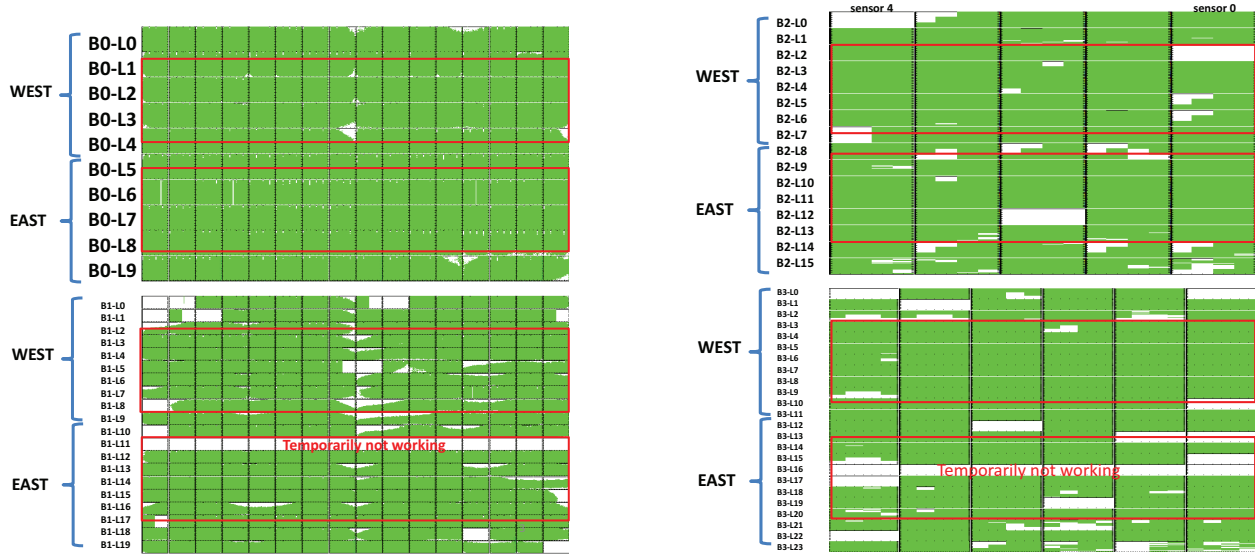 WEST
B0-L0
B0-L1
B0-L2
B0-L3
B0-L4
EAST
B0-L5
B0-L6
B0-L7
B0-L8
B0-L9
WEST
B1-L0
B1-L1
B1-L2
B1-L3
B1-L4
B1-L5
B1-L6
B1-L7
B1-L8
B1-L9
EAST
B1-L10
B1-L11
B1-L12
B1-L13
B1-L14
B1-L15
B1-L16
B1-L17
B1-L18
B1-L19
Temporarily not working
sensor 4 sensor 0
WEST
B2-L0
B2-L1
B2-L2
B2-L3
B2-L4
B2-L5
B2-L6
B2-L7
EAST
B2-L8
B2-L9
B2-L10
B2-L11
B2-L12
B2-L13
B2-L14
B2-L15
WEST
B3-L0
B3-L1
B3-L2
B3-L3
B3-L4
B3-L5
B3-L6
B3-L7
B3-L8
B3-L9
B3-L10
B3-L11
EAST
B3-L12
B3-L13
B3-L14
B3-L15
B3-L16
B3-L17
B3-L18
B3-L19
B3-L20
B3-L21
B3-L22
B3-L23
Temporarily not working